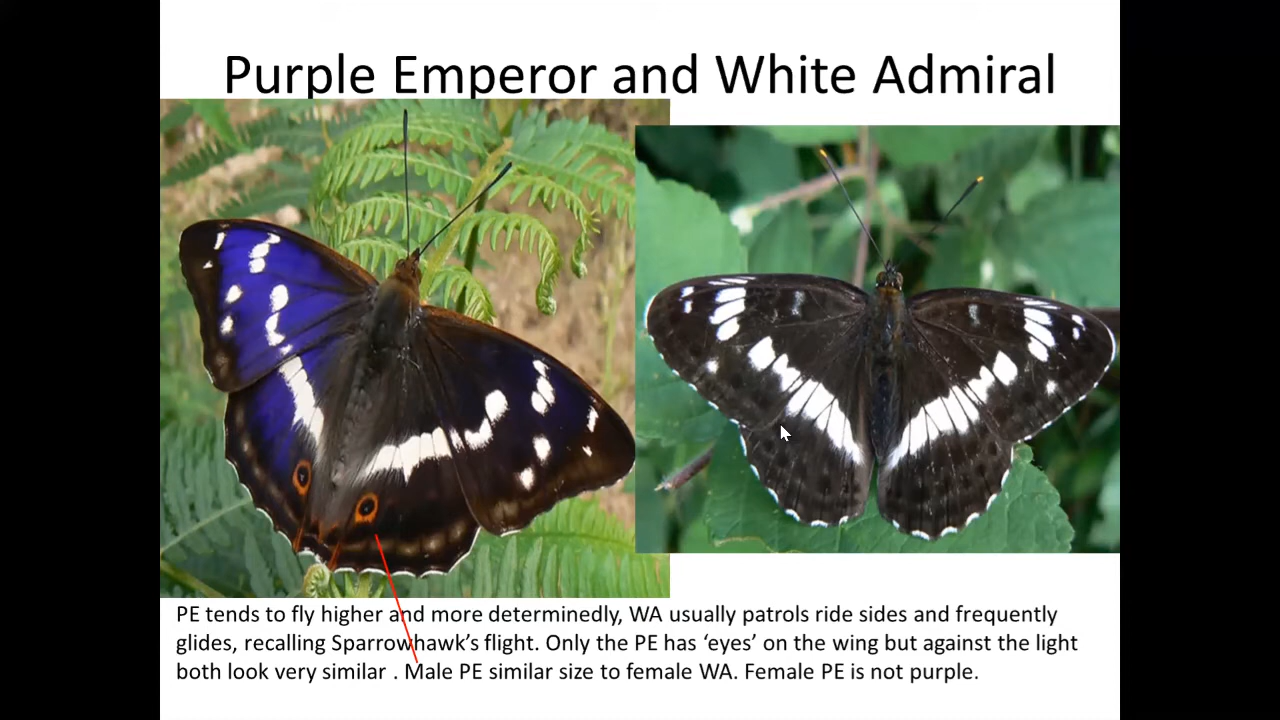 Purple Emperor and White Admiral
PE tends to fly higher and more determinedly, WA usually patrols ride sides and frequently
glides, recalling Sparrowhawk’s flight. Only the PE has ‘eyes’ on the wing but against the light
both look very similar . Male PE similar size to female WA. Female PE is not purple.